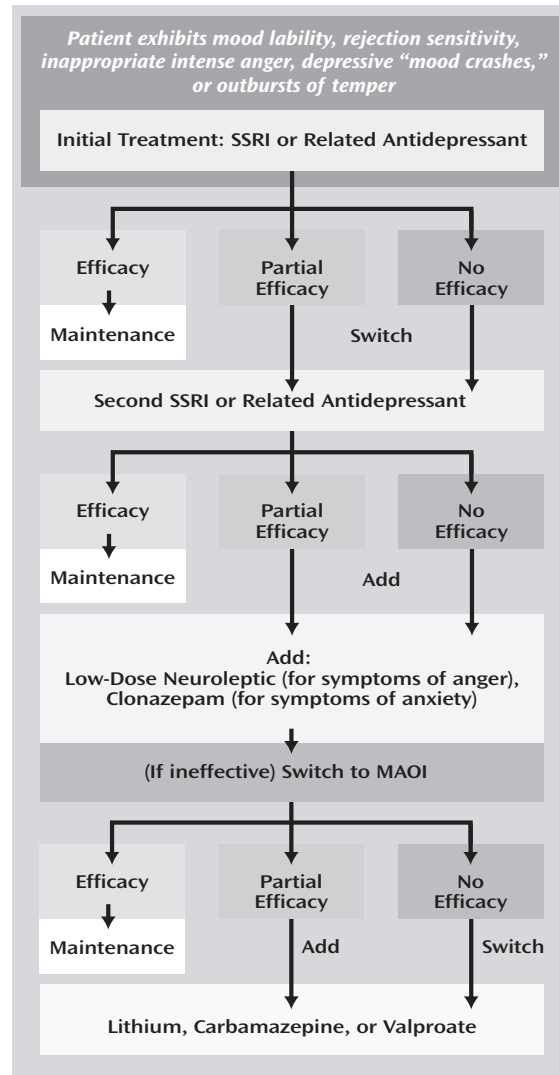 Patient exhibits mood lability, rejection sensitivity,
inappropriate intense anger, depressive “mood crashes,”
or outbursts of temper
Initial Treatment: SSRI or Related Antidepressant
Efficacy
Maintenance
Partial
Efficacy
No
Efficacy
Switch
Second SSRI or Related Antidepressant
Efficacy
Maintenance
Partial
Efficacy
No
Efficacy
Add
Add:
Low-Dose Neuroleptic (for symptoms of anger),
Clonazepam (for symptoms of anxiety)
(If ineffective) Switch to MAOI
Efficacy
Maintenance
Partial
Efficacy
No
Efficacy
Add
Switch
Lithium, Carbamazepine, or Valproate